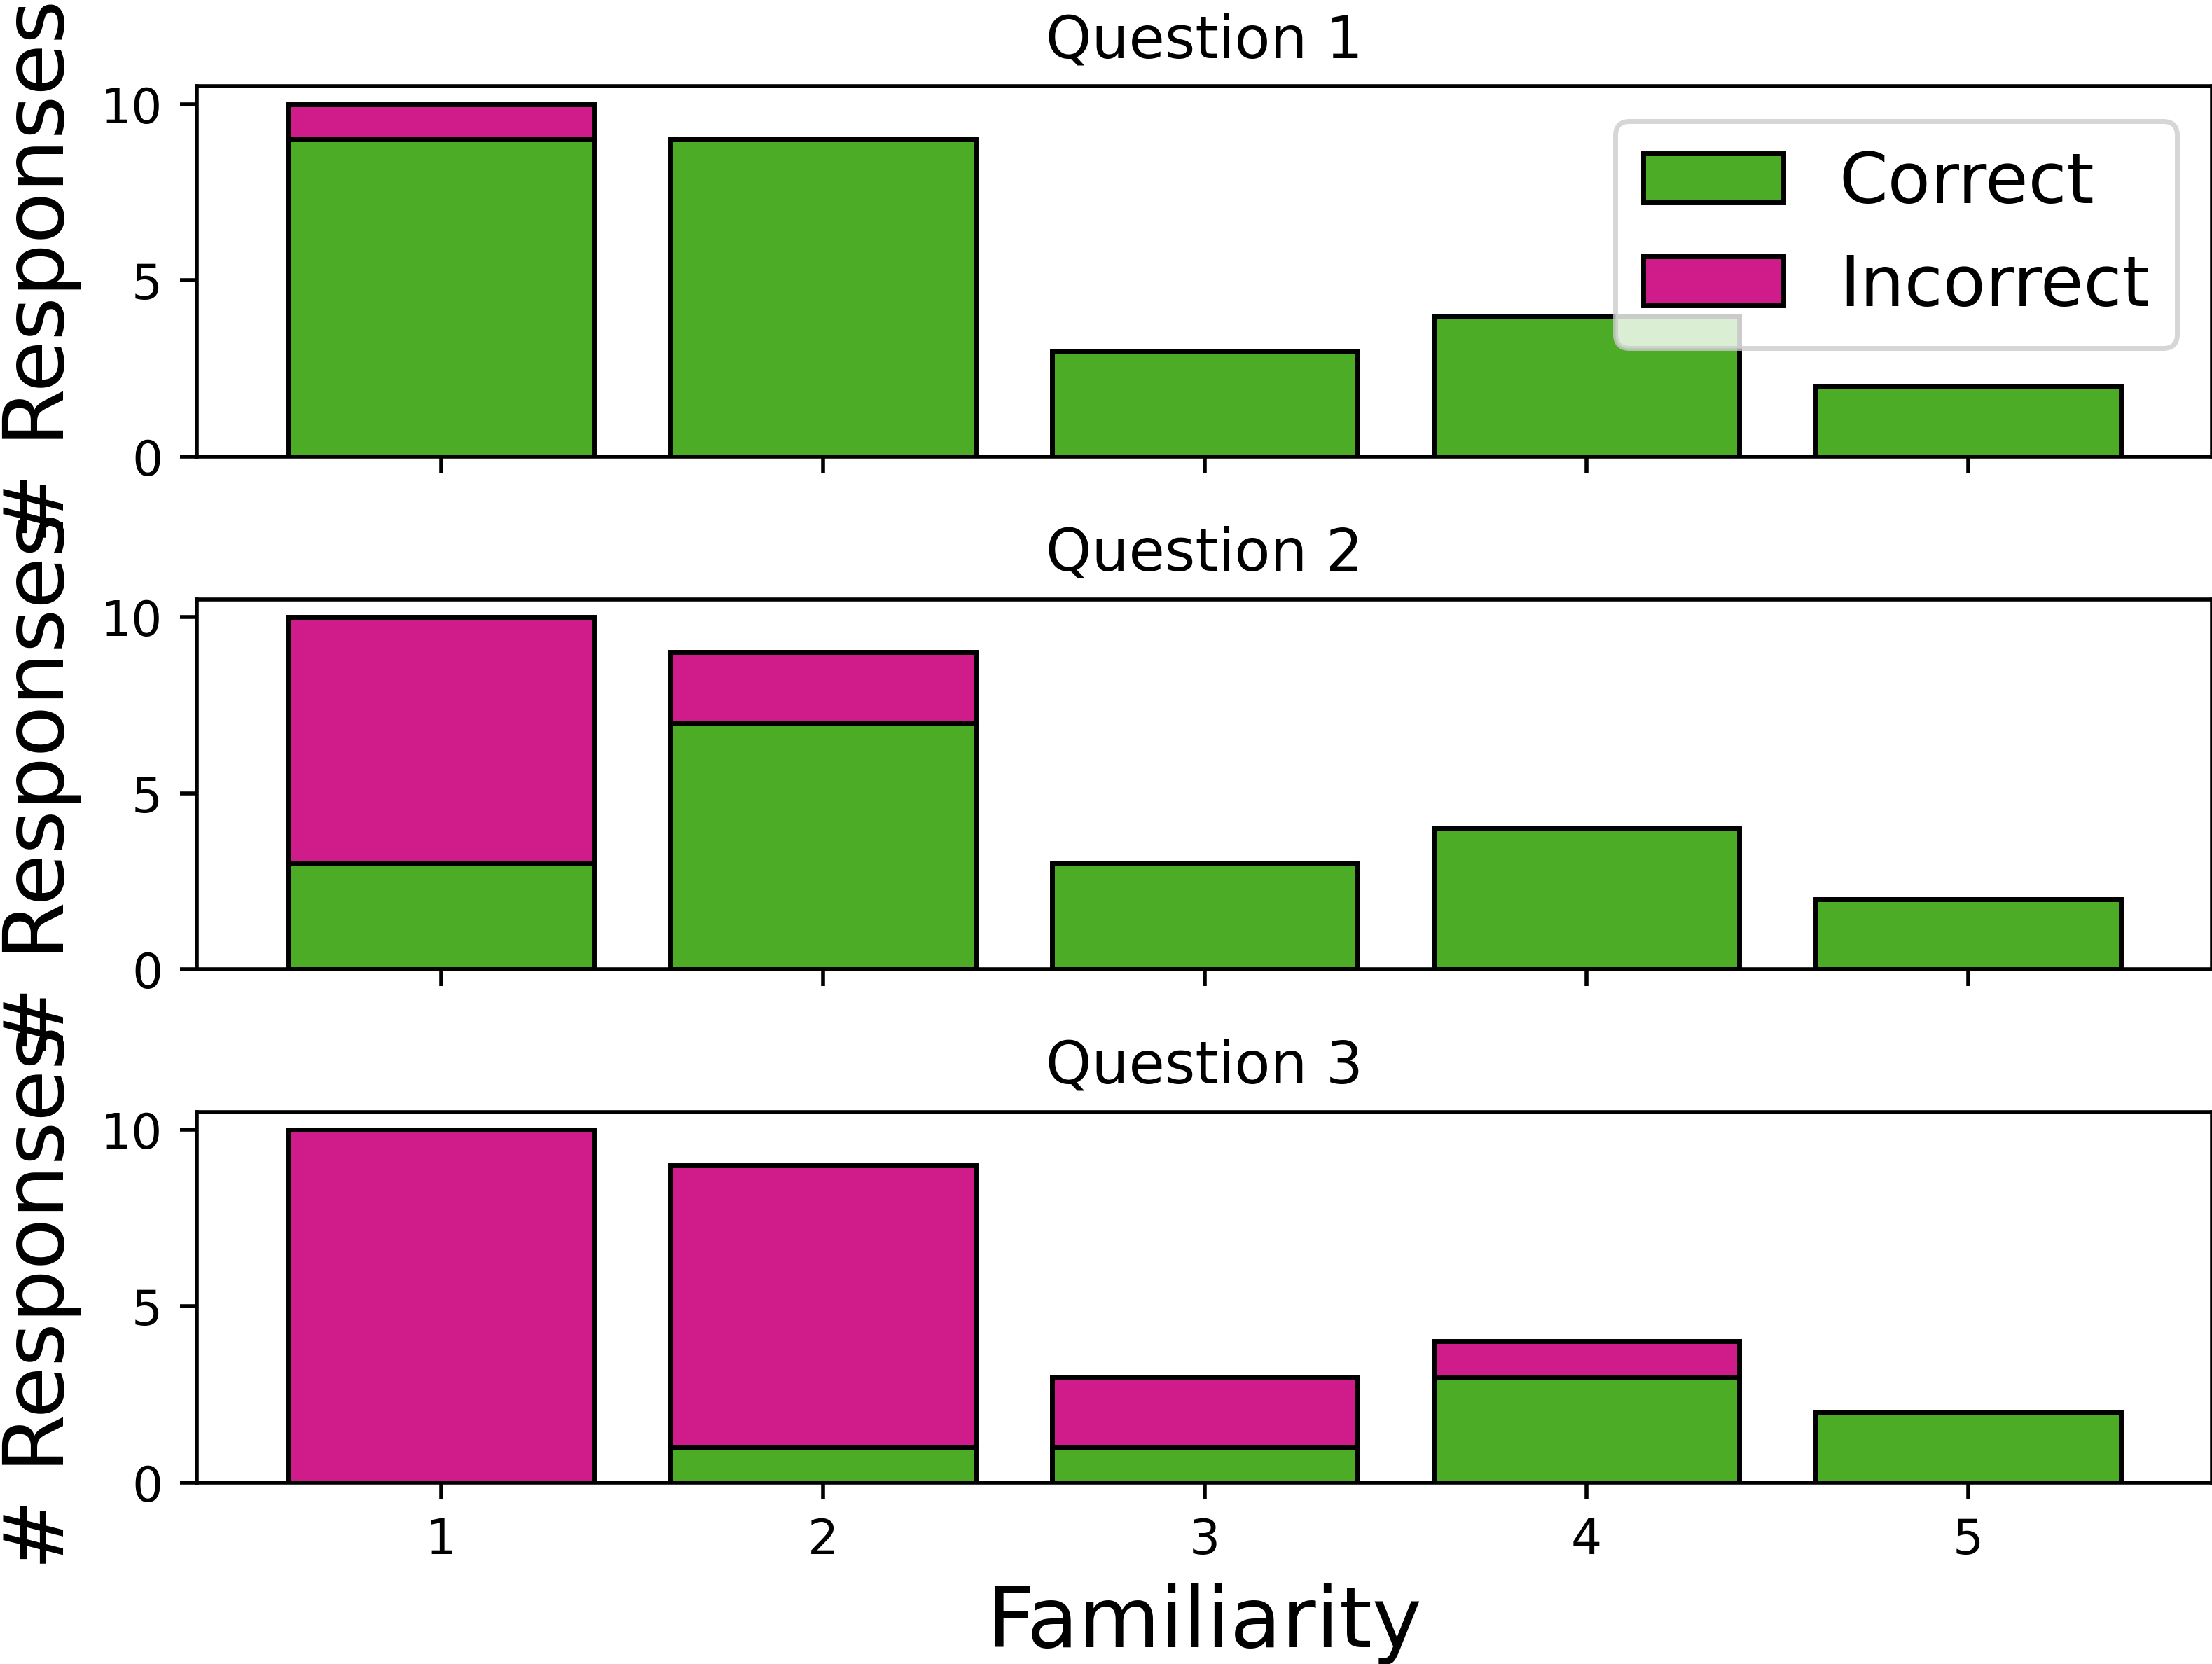 Question 1
# Responses
10
5
0
Correct
Incorrect
Question 2
# Responses
10
5
0
Question 3
# Responses
10
5
0
1 2 3 4 5
Familiarity